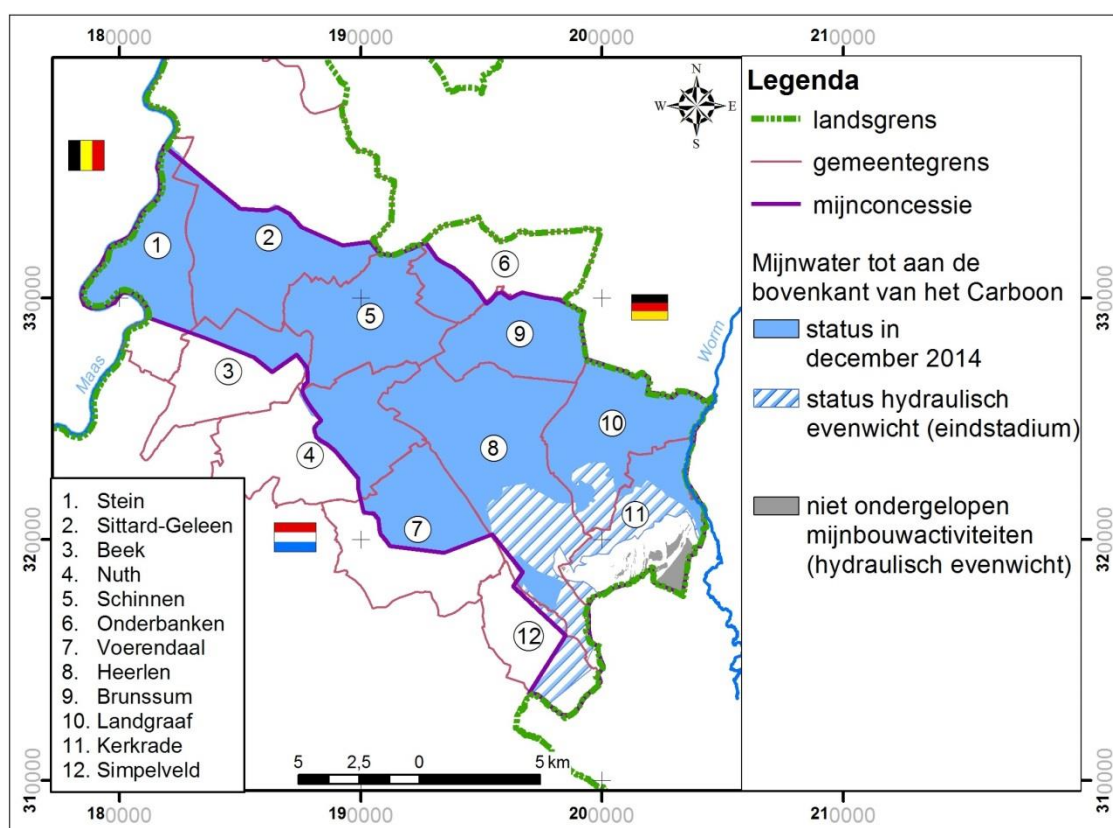 180000 190000 200000 210000
N
W E
S
1
2
3
4
5
6
7
8
9
10
11
12
Maas
Worm
330000
320000
310000
330000
320000
310000
1. Stein
2 Sittard-Geleen
3. Beek
4. Nuth
5. Schinnen
6. Onderbanken
7. Voerendaal
8. Heerlen
9. Brunssum
10. Landgraaf
11. Kerkrade
12. Simpelveld
5 2,5 0 5 km
180000 190000 200000 210000
Legenda
landsgrens
gemeentegrens
mijnconcessie
Mijnwater tot aan de
bovenkant van het Carboon
status in
december 2014
status hydraulisch
evenwicht (eindstadium)
niet ondergelopen
mijnbouwactiviteiten
(hydraulisch evenwicht)